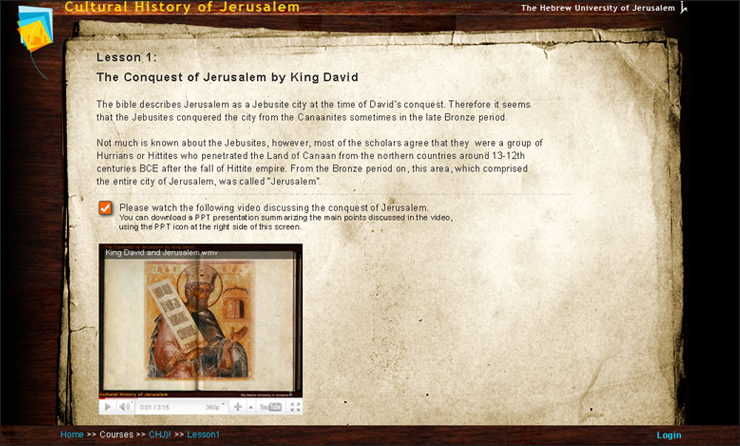 Cultural History of Jerusalem
The Hebrew University of Jerusalem
Lesson 1:
The Conquest of Jerusalem by King David
The bible describes Jerusalem as a Jebusite city at the time of David's conquest. Therefore it seems
that the Jebusites conquered the city from the Canaanites sometimes in the late Bronze period.
Not much is known about the Jebusites, however, most of the scholars agree that they were a group of
Hurrians or Hittites who penetrated the Land of Canaan from the northern countries around 13-12th
centuries BCE after the fall of Hittite empire. From the Bronze period on, this area, which comprised
the entire city of Jerusalem, was called "Jerusalem".
Please watch the following video discussing the conquest of Jerusalem.
You can download a PPT presentation summarizing the main points discussed in the video,
using the PPT icon at the right side of this screen.
King David and Jerusalem.wmv
Cultural History of Jerusalem
The Hebrew University of Jerusalem
0:01 / 3:15
360p
YouTube
Home >> Courses >> CHJ)! >> Lesson1
Login